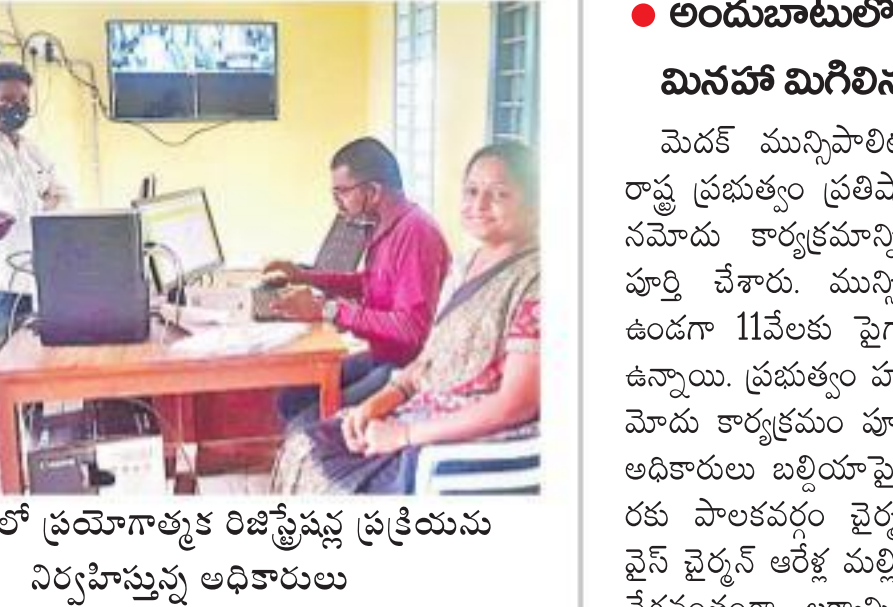 లో ప్రయోగాత్మక రిజిస్ట్రేషన్ల ప్రక్రియను
నిర్వహిస్తున్న అధికారులు
● అందుబాటులో
మినహా మిగిలిన
మెదక్ మున్సిపాలి
రాష్ట్ర ప్రభుత్వం ప్రతిపా
నమోదు కార్యక్రమాన్ని
పూర్తి చేశారు. మున్సి
ఉండగా 11వేలకు పైగ
ఉన్నాయి. ప్రభుత్వం
మోదు కార్యక్రమం పూ
అధికారులు బల్దియాపై
రకు పాలకవర్గం చైర్మ
వైస్ చైర్మన్ ఆరేళ్ల మల్లి